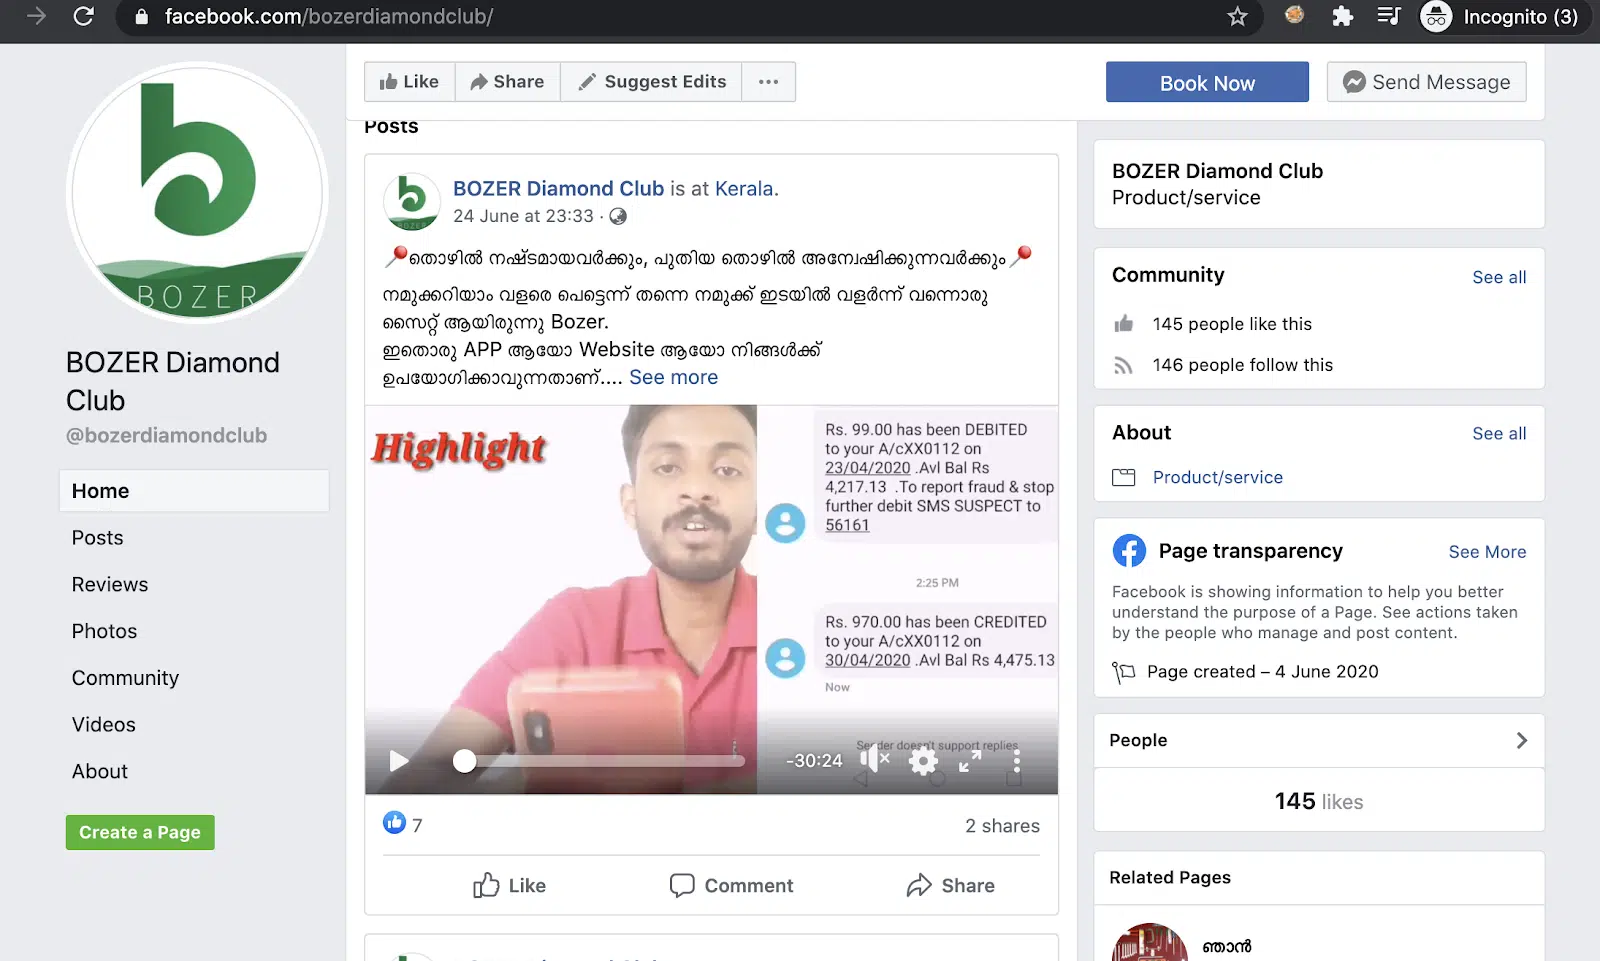 facebook.com/bozerdiamondclub/
Incognito (3)
BOZER
BOZER Diamond
Club
@bozerdiamondclub
Home
Posts
Reviews
Photos
Community
Videos
About
Create a Page
Like
Share
Suggest Edits
Book Now
Send Message
Posts
BOZER Diamond Club is at Kerala.
24 June at 23:33 ·
📍തൊഴിൽ നഷ്ടമായവർക്കും, പുതിയ തൊഴിൽ അന്വേഷിക്കുന്നവർക്കും📍
നമുക്കറിയാം വളരെ പെട്ടെന്ന് തന്നെ നമുക്ക് ഇടയിൽ വളർന്ന് വന്നൊരു
സൈറ്റ് ആയിരുന്നു Bozer.
ഇതൊരു APP ആയോ Website ആയോ നിങ്ങൾക്ക്
ഉപയോഗിക്കാവുന്നതാണ്.... See more
Highlight
Rs. 99.00 has been DEBITED
to your A/cXX0112 on
23/04/2020 .Avl Bal Rs
4,217.13 .To report fraud & stop
further debit SMS SUSPECT to
56161
2:25 PM
Rs. 970.00 has been CREDITED
to your A/cXX0112 on
30/04/2020 .Avl Bal Rs 4,475.13
Now
Sender doesn't support replies
-30:24
7
2 shares
Like
Comment
Share
BOZER Diamond Club
Product/service
Community
See all
145 people like this
146 people follow this
About
See all
Product/service
Page transparency
See More
Facebook is showing information to help you better
understand the purpose of a Page. See actions taken
by the people who manage and post content.
Page created – 4 June 2020
People
145 likes
Related Pages
ഞാൻ